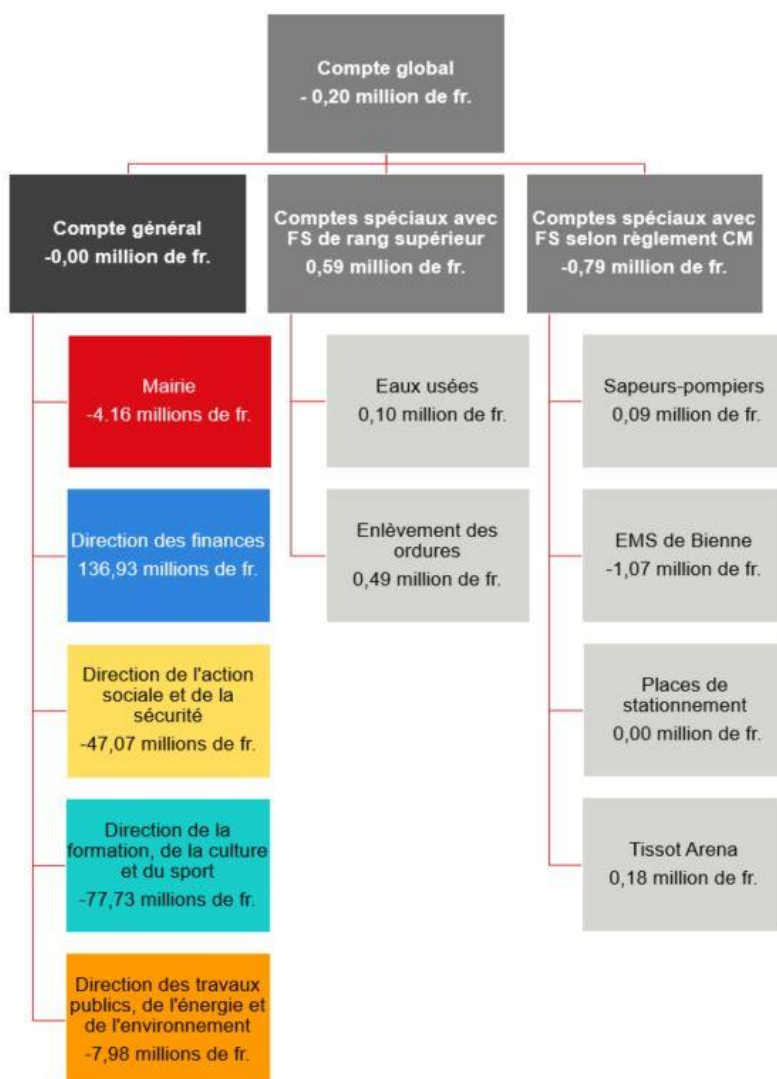 Compte global
- 0,20 million de fr.
Compte général
-0,00 million de fr.
Comptes spéciaux avec
FS de rang supérieur
0,59 million de fr.
Comptes spéciaux avec
FS selon règlement CM
-0,79 million de fr.
Mairie
-4.16 millions de fr.
Direction des finances
136,93 millions de fr.
Direction de l'action
sociale et de la
sécurité
-47,07 millions de fr.
Direction de la
formation, de la culture
et du sport
-77,73 millions de fr.
Direction des travaux
publics, de l'énergie et
de l'environnement
-7,98 millions de fr.
Eaux usées
0,10 million de fr.
Enlèvement des
ordures
0,49 million de fr.
Sapeurs-pompiers
0,09 million de fr.
EMS de Bienne
-1,07 million de fr.
Places de
stationnement
0,00 million de fr.
Tissot Arena
0,18 million de fr.